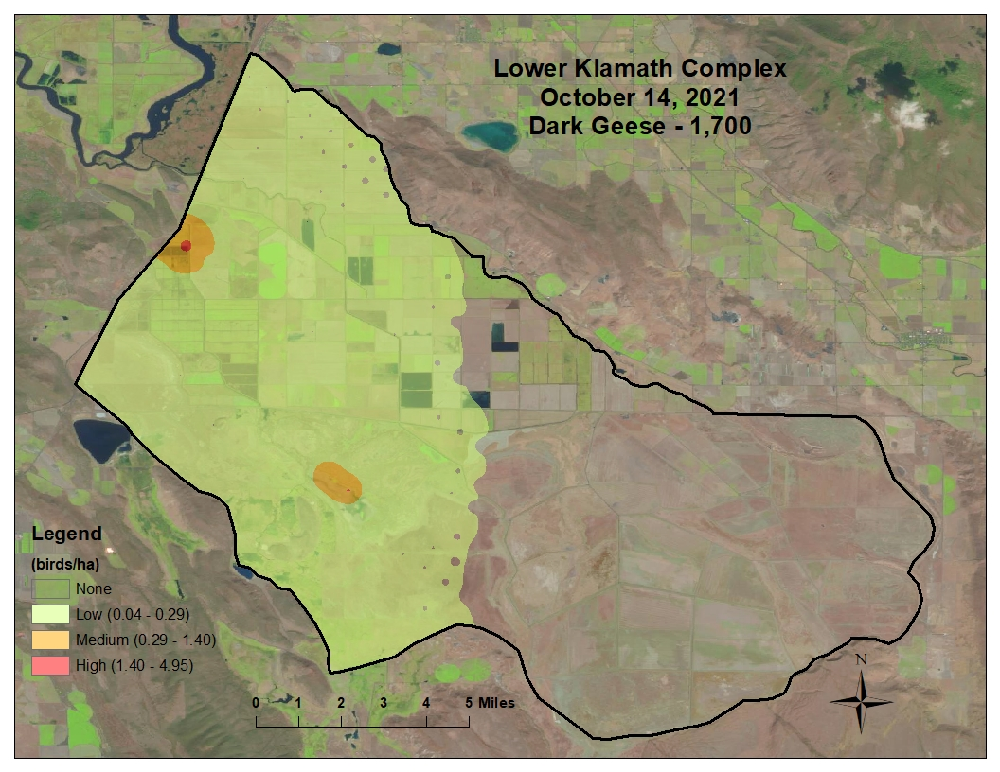 Lower Klamath Complex
October 14, 2021
Dark Geese - 1,700
Legend
(birds/ha)
None
Low (0.04 - 0.29)
Medium (0.29 - 1.40)
High (1.40 - 4.95)
0 1 2 3 4 5 Miles
N